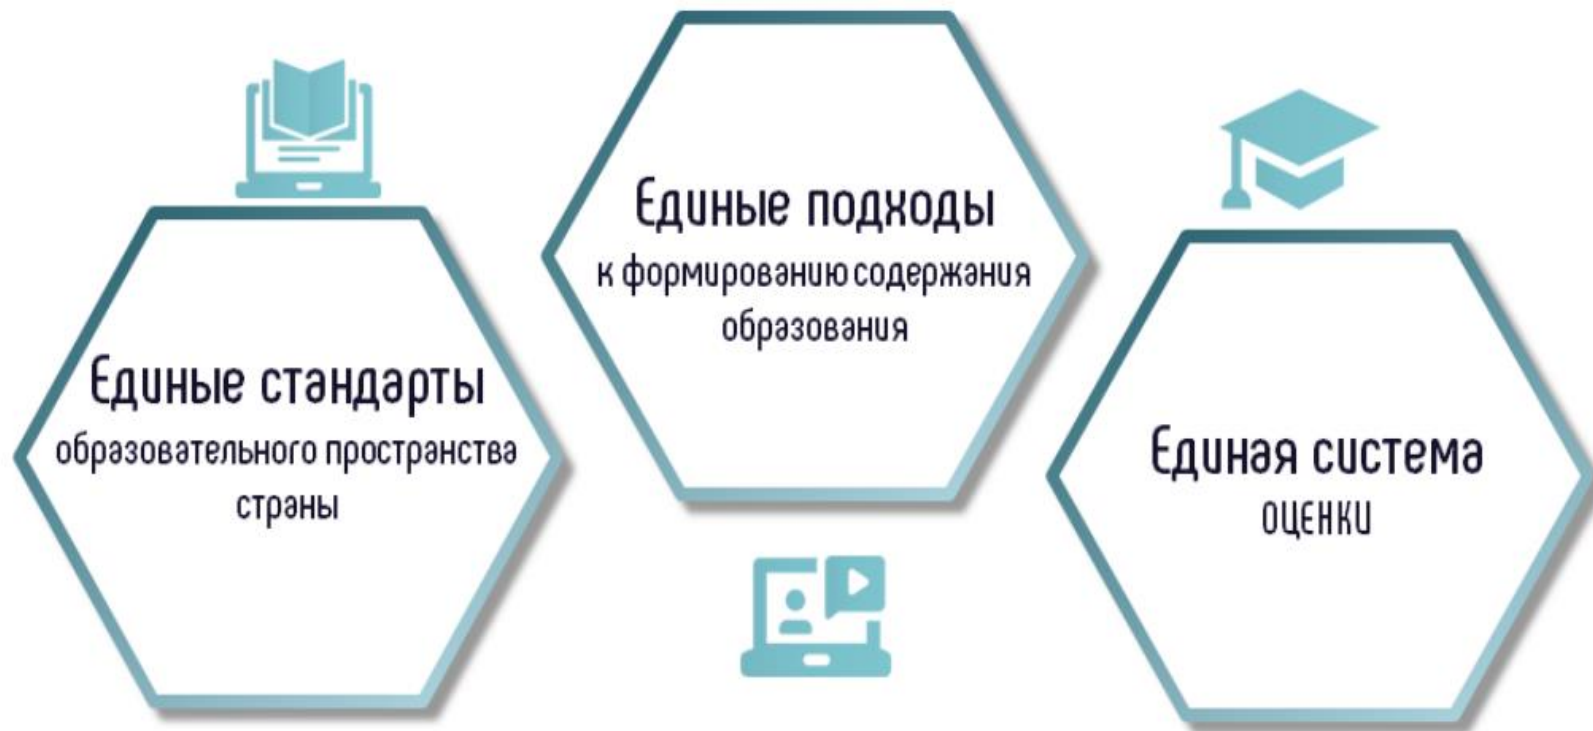 Единые стандарты
образовательного пространства
страны
Единые подходы
к формированию содержания
образования
Единая система
оценки